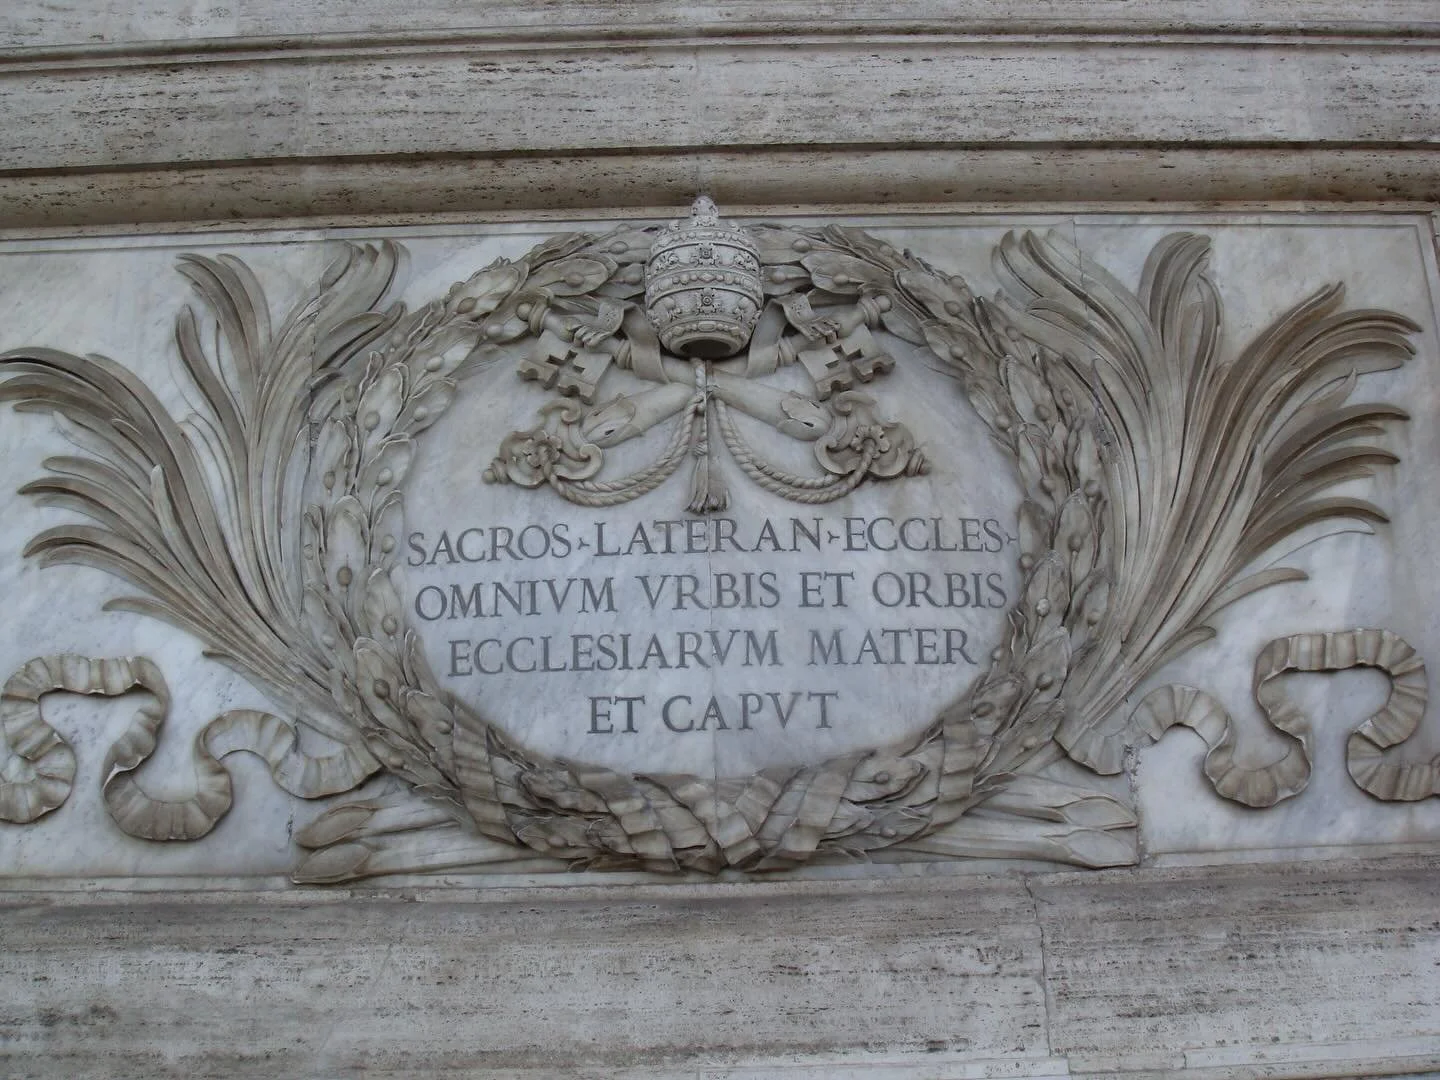 SACROS ‣ LATERAN ‣ ECCLES ‣
OMNIVM VRBIS ET ORBIS
ECCLESIARVM MATER
ET CAPVT